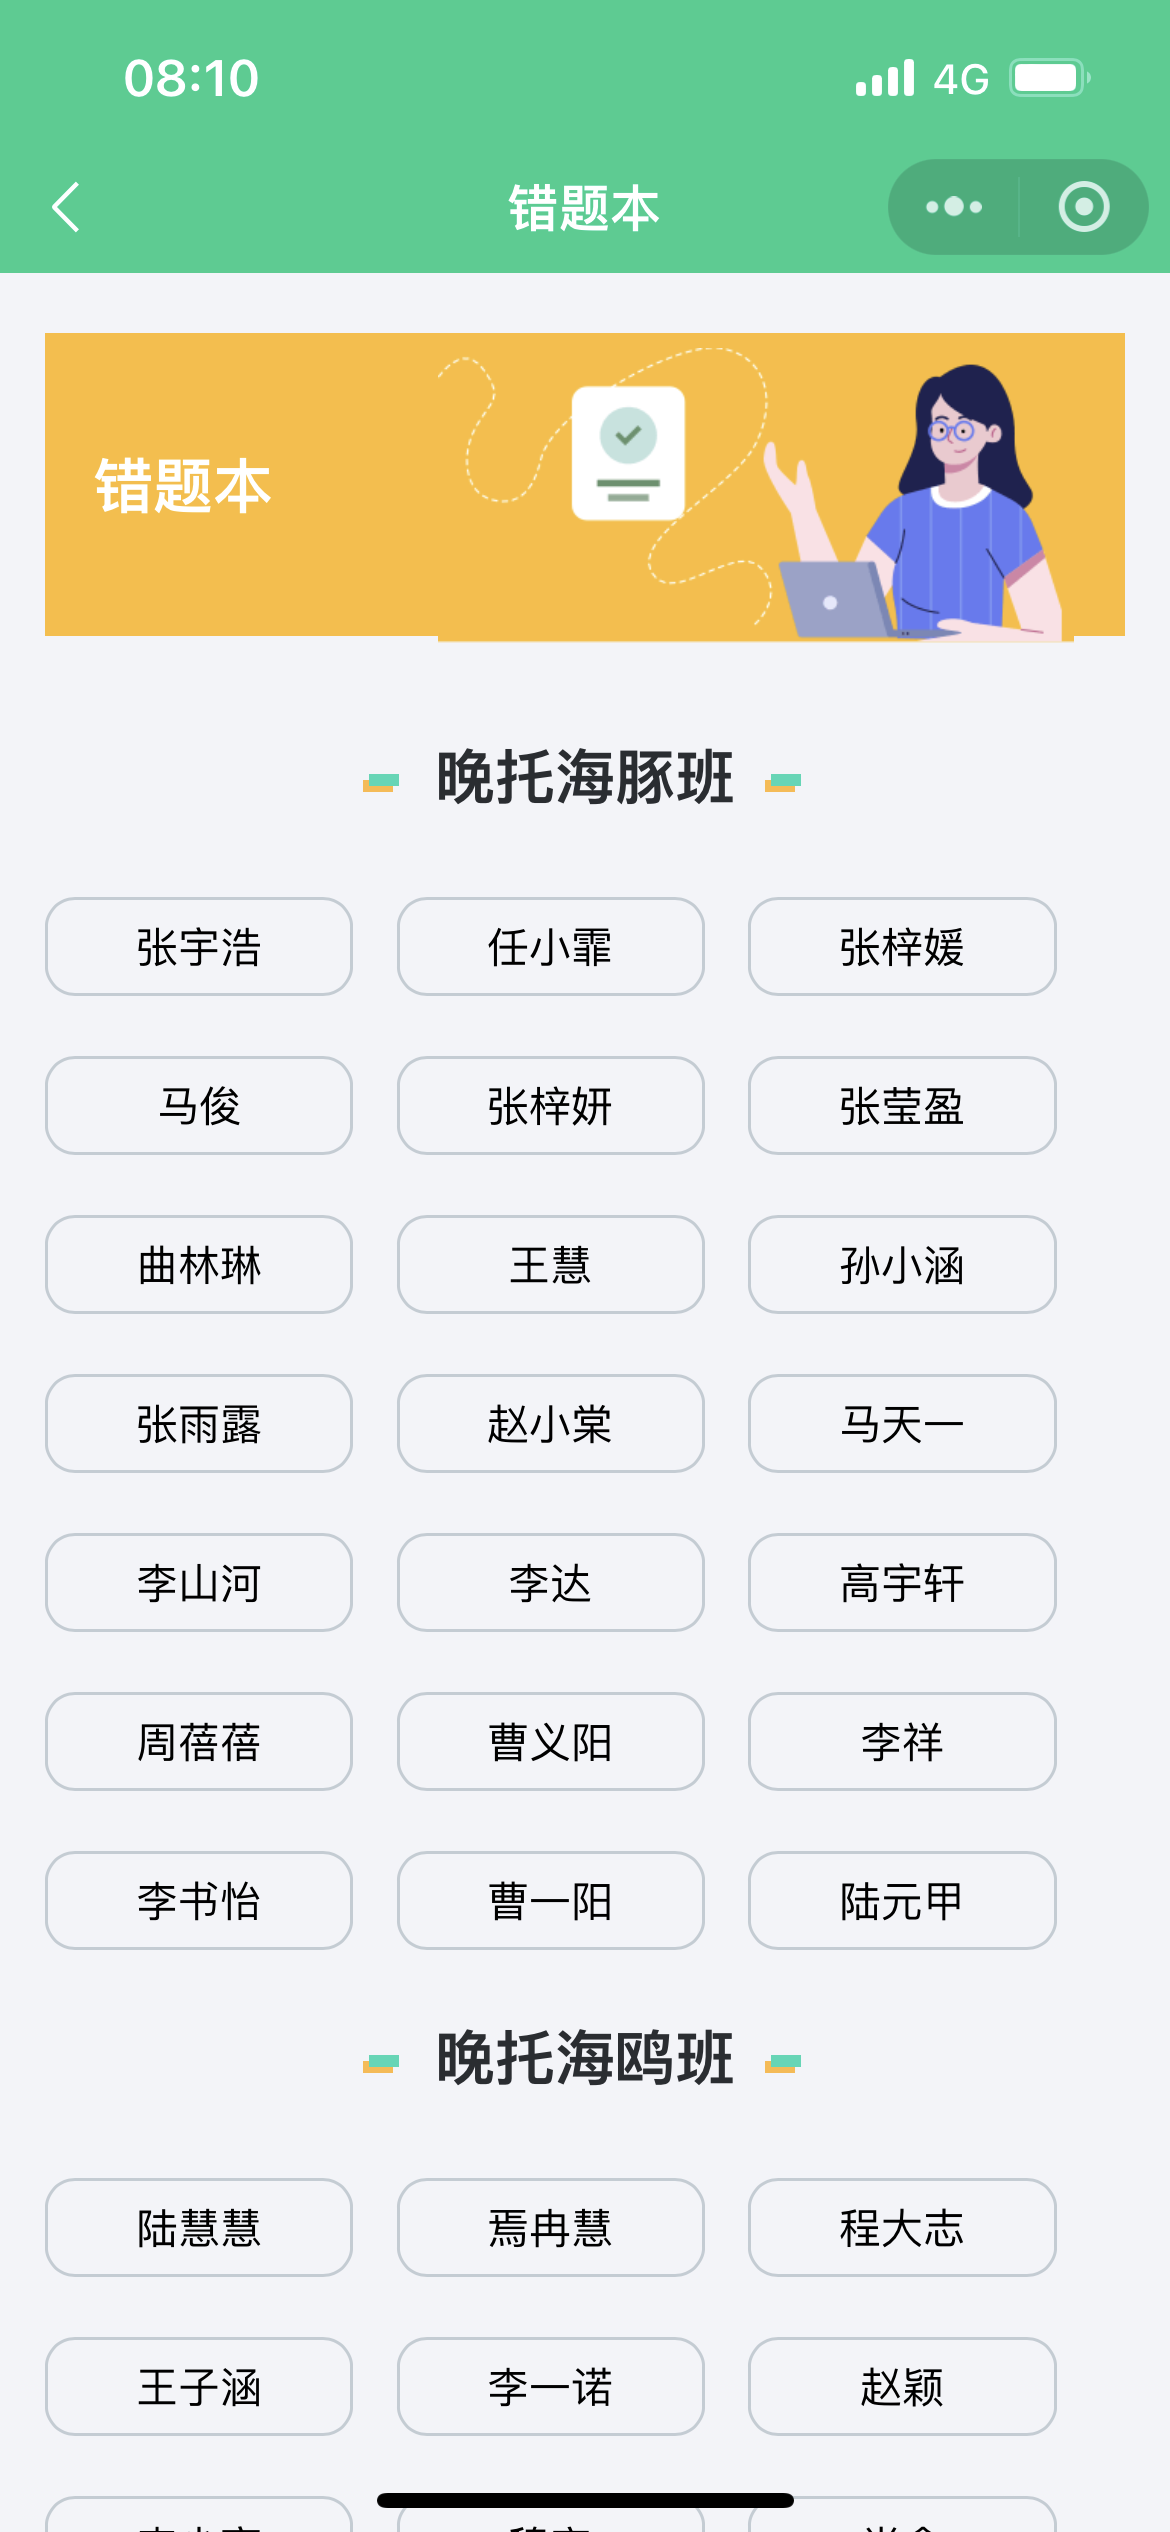 08:10 4G
错题本
错题本
晚托海豚班
张宇浩 任小霏 张梓媛
马俊 张梓妍 张莹盈
曲林琳 王慧 孙小涵
张雨露 赵小棠 马天一
李山河 李达 高宇轩
周蓓蓓 曹义阳 李祥
李书怡 曹一阳 陆元甲
晚托海鸥班
陆慧慧 焉冉慧 程大志
王子涵 李一诺 赵颖